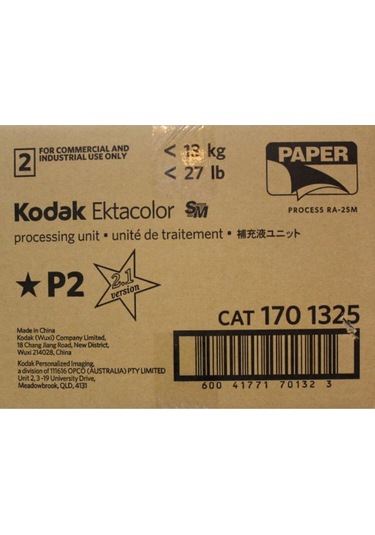 2
FOR COMMERCIAL AND
INDUSTRIAL USE ONLY
< 13 kg
< 27 lb
PAPER
PROCESS RA-2SM
Kodak Ektacolor SM
processing unit • unité de traitement • 補充液ユニット
★ P2
2.1
version
CAT 170 1325
Made in China
Kodak (Wuxi) Company Limited,
18 Chang Jiang Road, New District,
Wuxi 214028, China
Kodak Personalized Imaging,
a division of 111616 OPCO (AUSTRALIA) PTY LIMITED
Unit 2, 3 -19 University Drive,
Meadowbrook, QLD, 4131
600 41771 70132 3